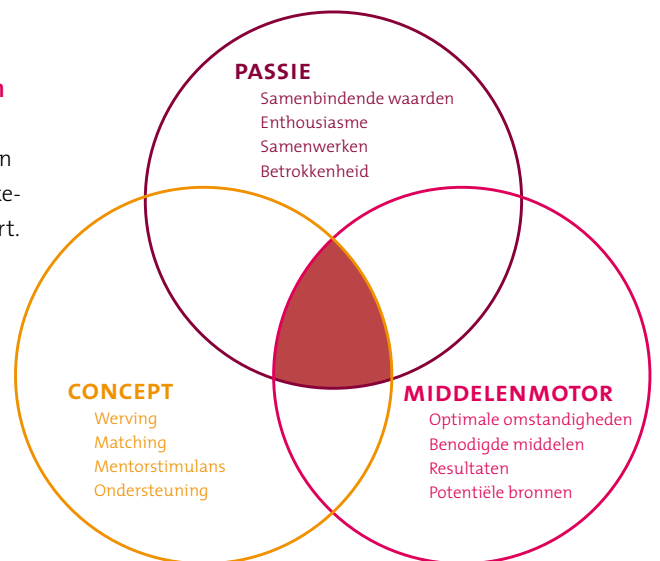 PASSIE
Samenbindende waarden
Enthousiasme
Samenwerken
Betrokkenheid
CONCEPT
Werving
Matching
Mentorstimulans
Ondersteuning
MIDDELENMOTOR
Optimale omstandigheden
Benodigde middelen
Resultaten
Potentiële bronnen